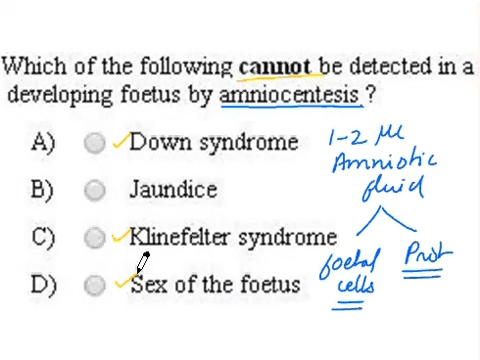 Which of the following cannot be detected in a
developing foetus by amniocentesis ?
A) Down syndrome
B) Jaundice
C) Klinefelter syndrome
D) Sex of the foetus
1-2 ml
Amniotic
fluid
foetal
cells
Prot